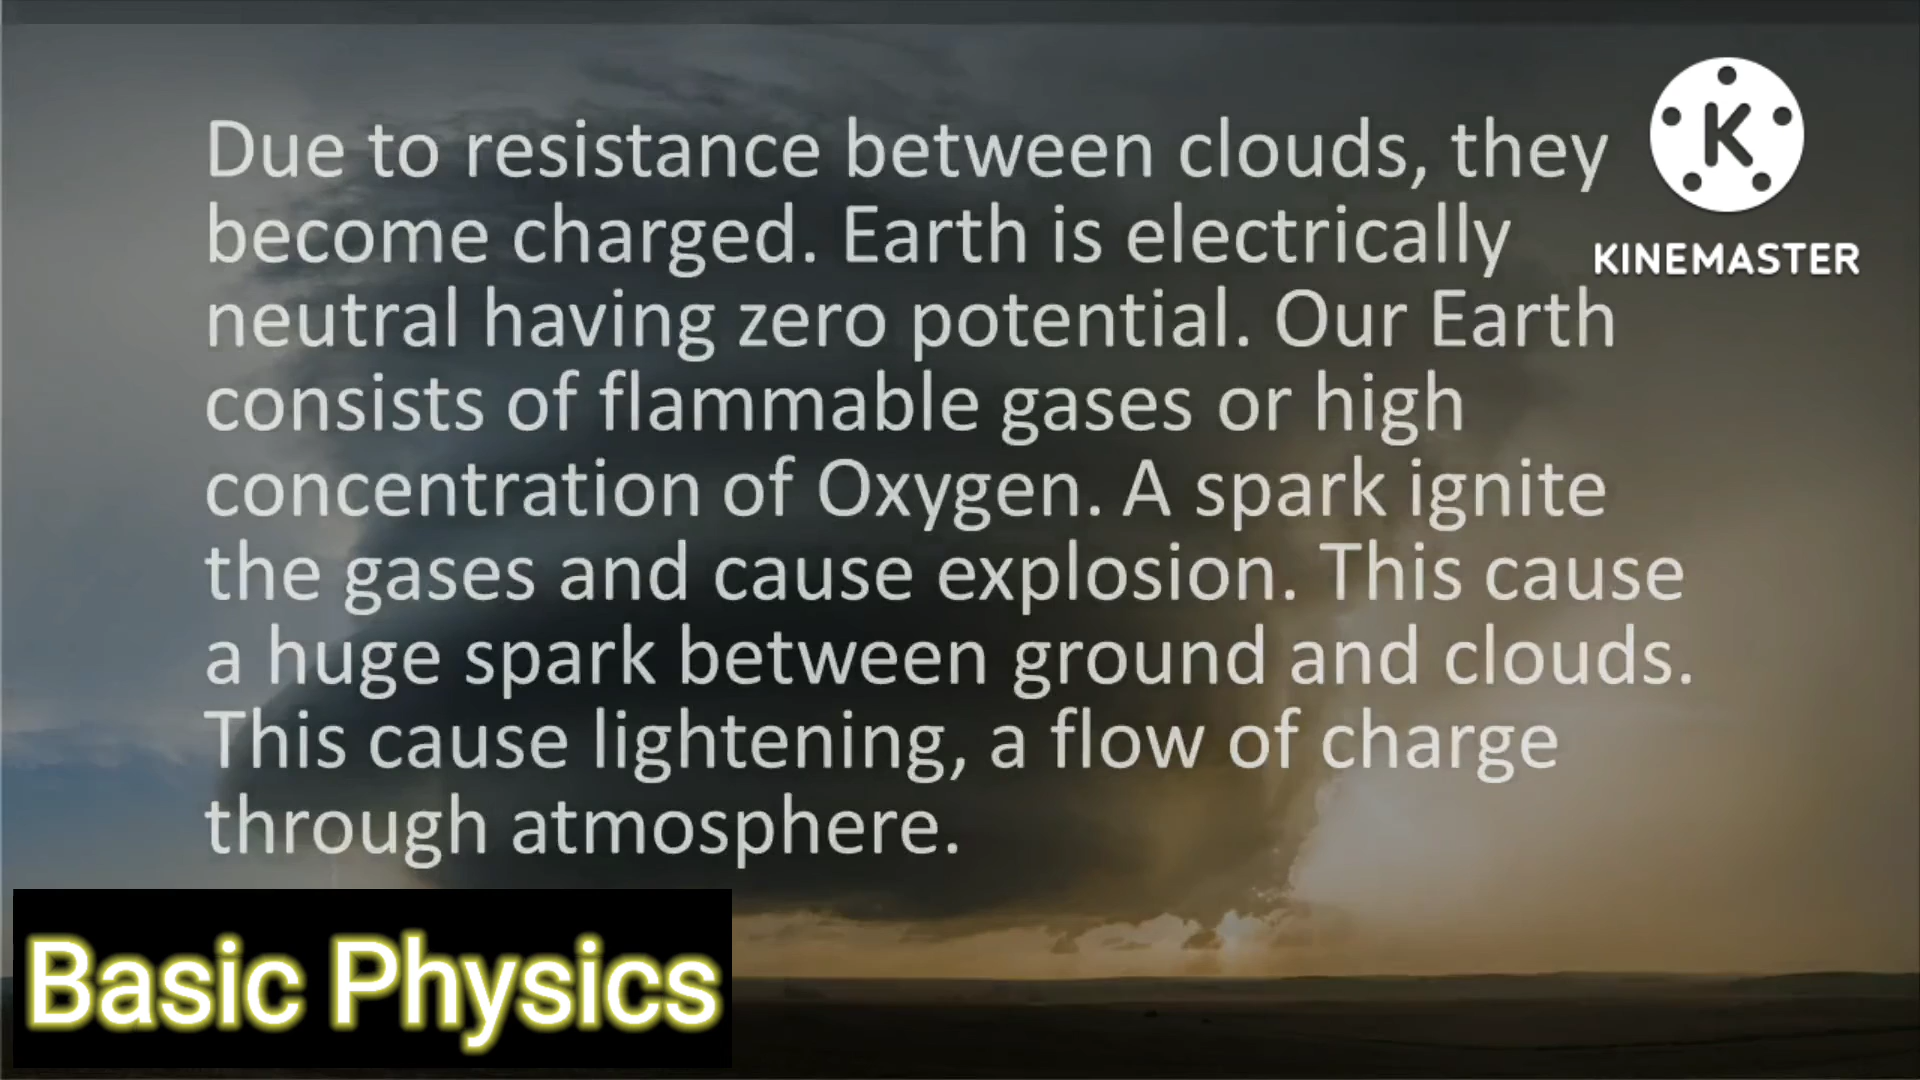 Due to resistance between clouds, they
become charged. Earth is electrically
neutral having zero potential. Our Earth
consists of flammable gases or high
concentration of Oxygen. A spark ignite
the gases and cause explosion. This cause
a huge spark between ground and clouds.
This cause lightening, a flow of charge
through atmosphere.
K
KINEMASTER
Basic Physics